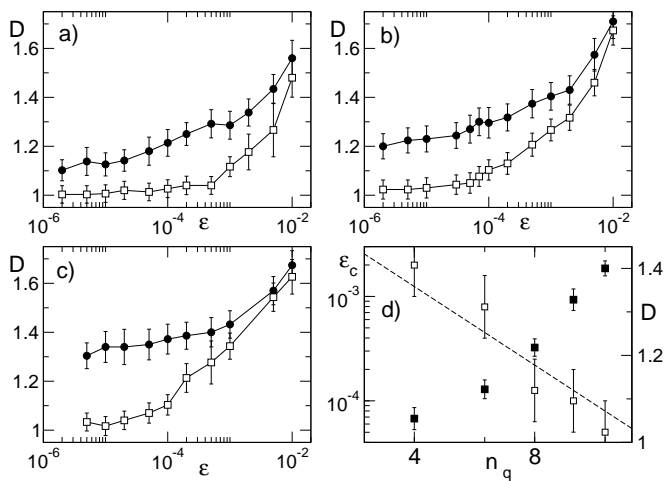 D a) 1.6 1.4 1.2 1
10⁻⁶ 10⁻⁴ ε 10⁻²
D b) 1.6 1.4 1.2 1
10⁻⁶ 10⁻⁴ ε 10⁻²
D c) 1.6 1.4 1.2 1
10⁻⁶ 10⁻⁴ ε 10⁻²
ε_c d) 10⁻³ 10⁻⁴
1.4 D 1.2 1
4 n_q 8